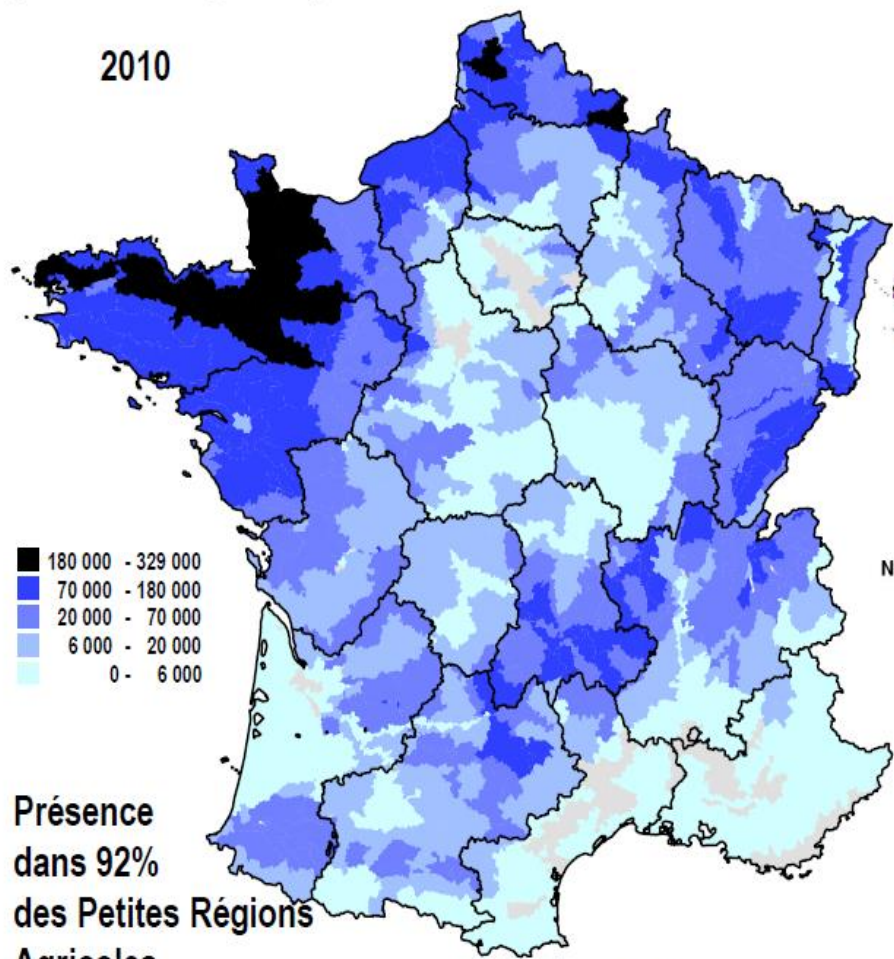 2010
180 000 - 329 000
70 000 - 180 000
20 000 - 70 000
6 000 - 20 000
0 - 6 000
N
Présence
dans 92%
des Petites Régions
Agricoles